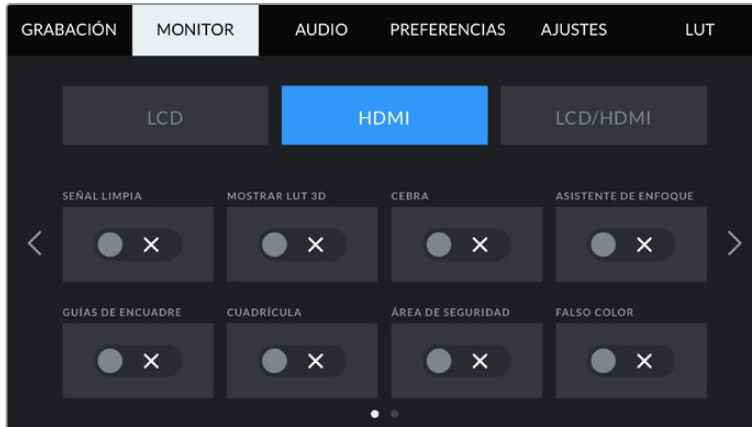 GRABACIÓN MONITOR AUDIO PREFERENCIAS AJUSTES LUT
LCD HDMI LCD/HDMI
SEÑAL LIMPIA MOSTRAR LUT 3D CEBRA ASISTENTE DE ENFOQUE
GUÍAS DE ENCUADRE CUADRÍCULA ÁREA DE SEGURIDAD FALSO COLOR